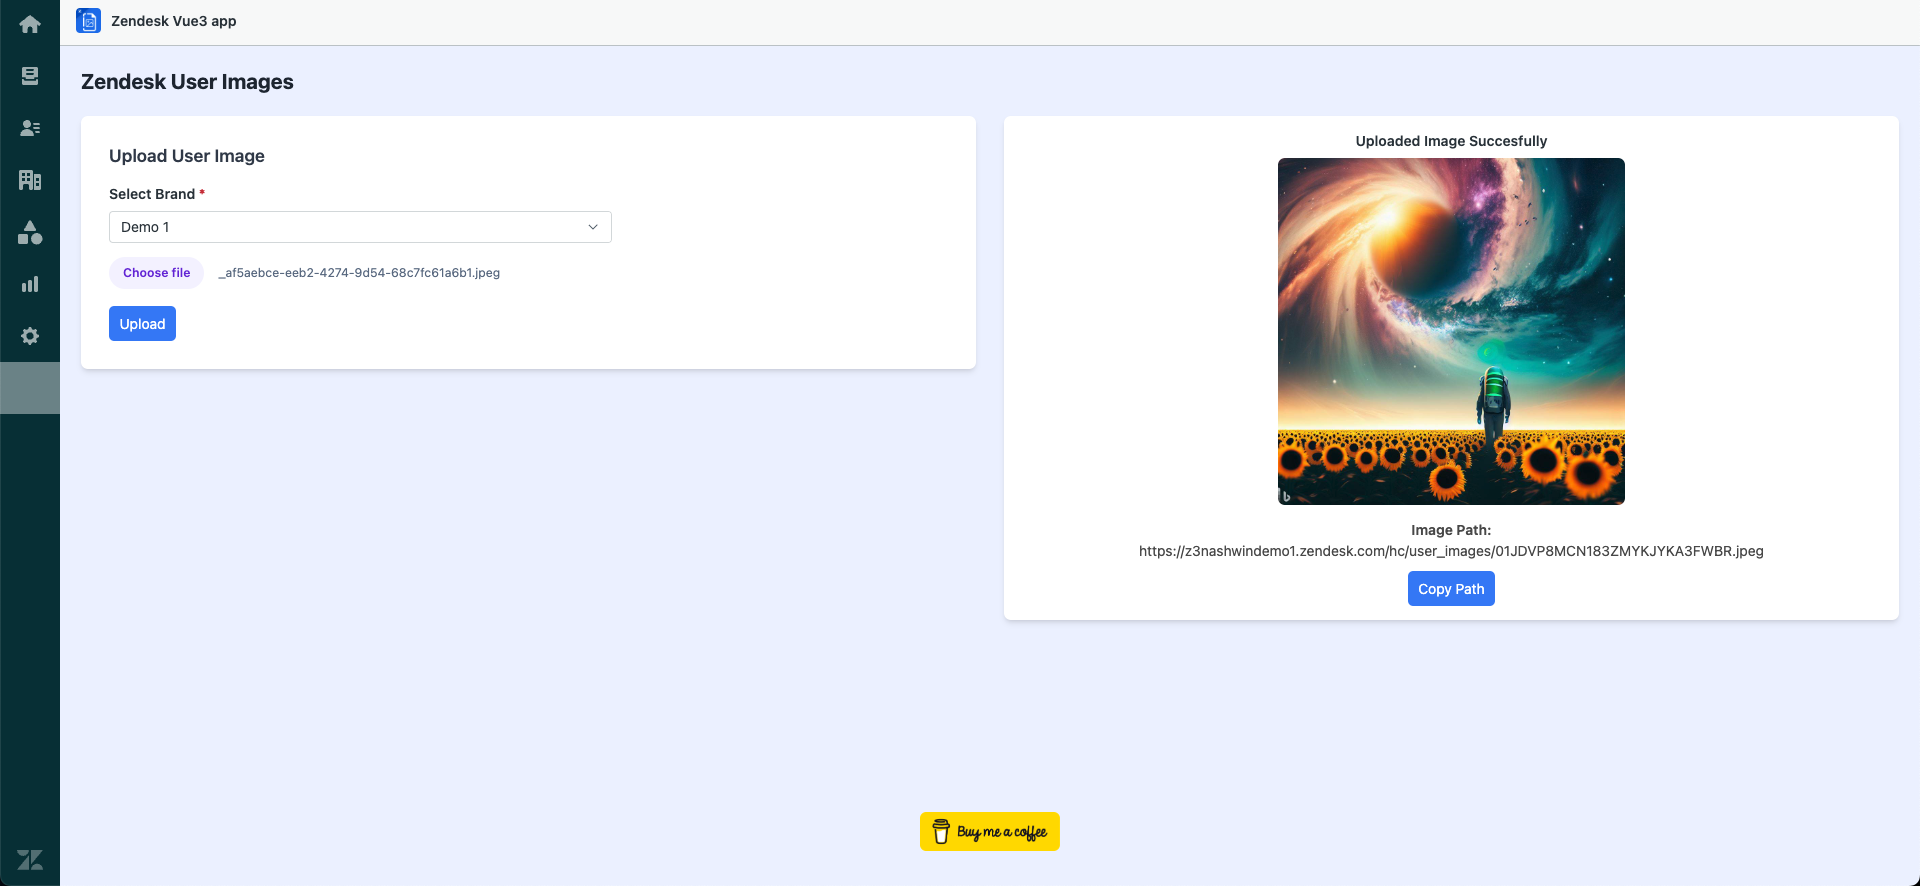 Zendesk Vue3 app
Zendesk User Images
Upload User Image
Select Brand *
Demo 1
Choose file _af5aebce-eeb2-4274-9d54-68c7fc61a6b1.jpeg
Upload
Uploaded Image Succesfully
Image Path:
https://z3nashwindemo1.zendesk.com/hc/user_images/01JDVP8MCN183ZMYKJYKA3FWBR.jpeg
Copy Path
Buy me a coffee